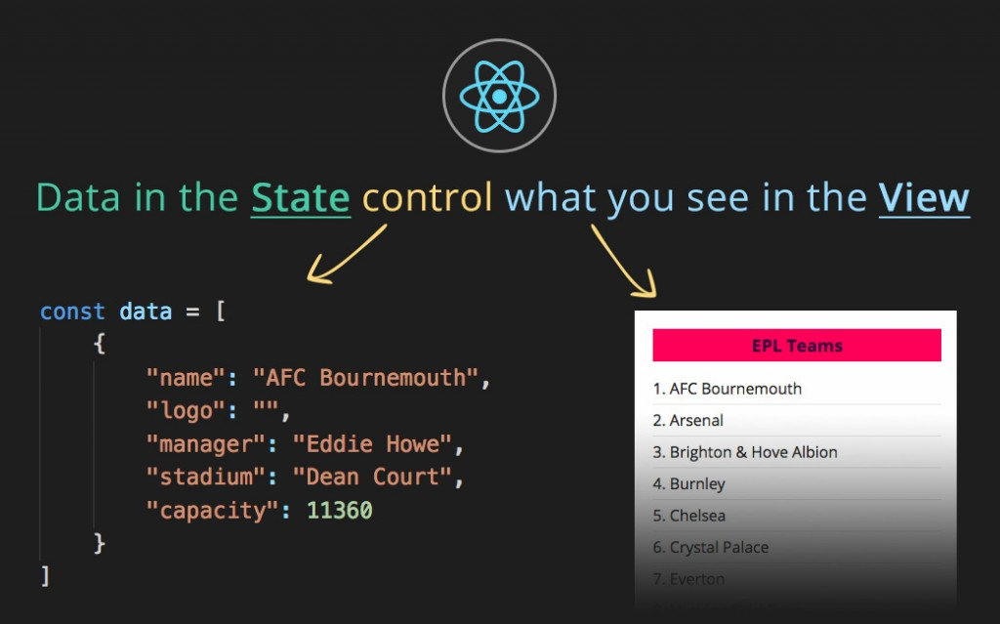 Data in the State control what you see in the View
const data = [
{
"name": "AFC Bournemouth",
"logo": "",
"manager": "Eddie Howe",
"stadium": "Dean Court",
"capacity": 11360
}
]
EPL Teams
1. AFC Bournemouth
2. Arsenal
3. Brighton & Hove Albion
4. Burnley
5. Chelsea
6. Crystal Palace
7. Everton